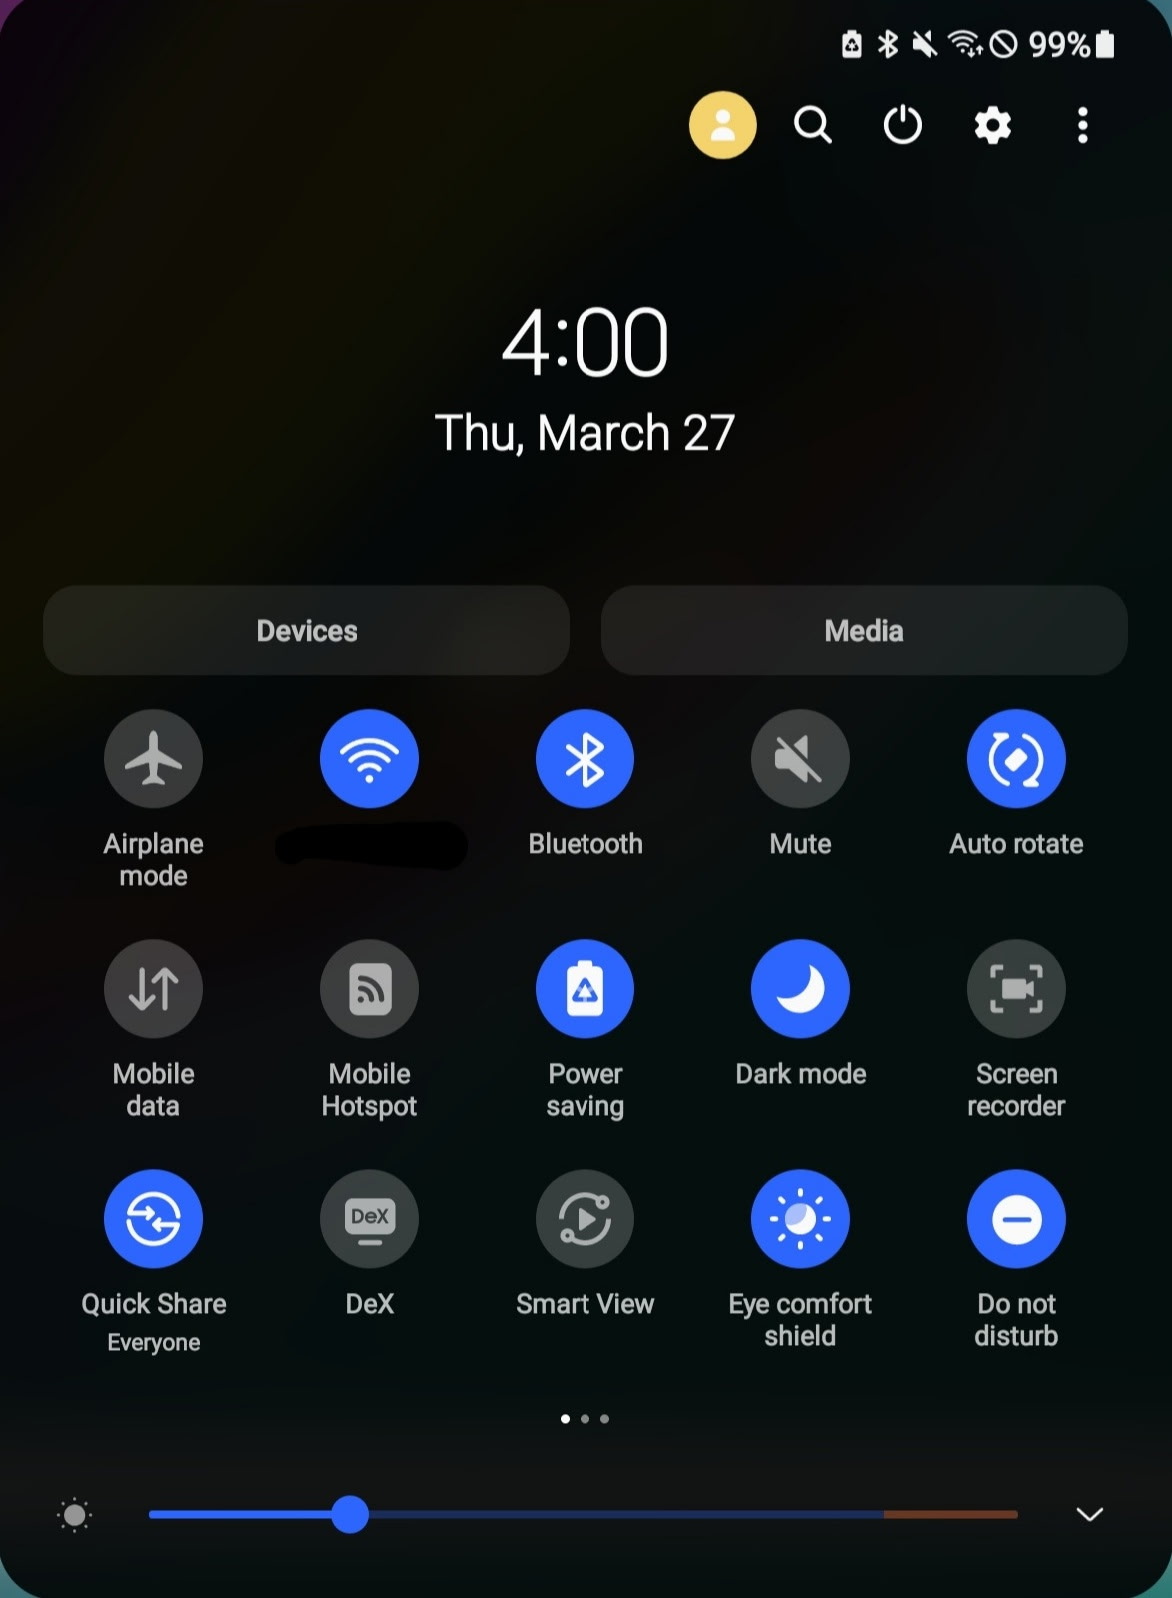 99%
4:00
Thu, March 27
Devices
Media
Airplane
mode
Bluetooth
Mute
Auto rotate
Mobile
data
Mobile
Hotspot
Power
saving
Dark mode
Screen
recorder
Quick Share
Everyone
DeX
DeX
Smart View
Eye comfort
shield
Do not
disturb